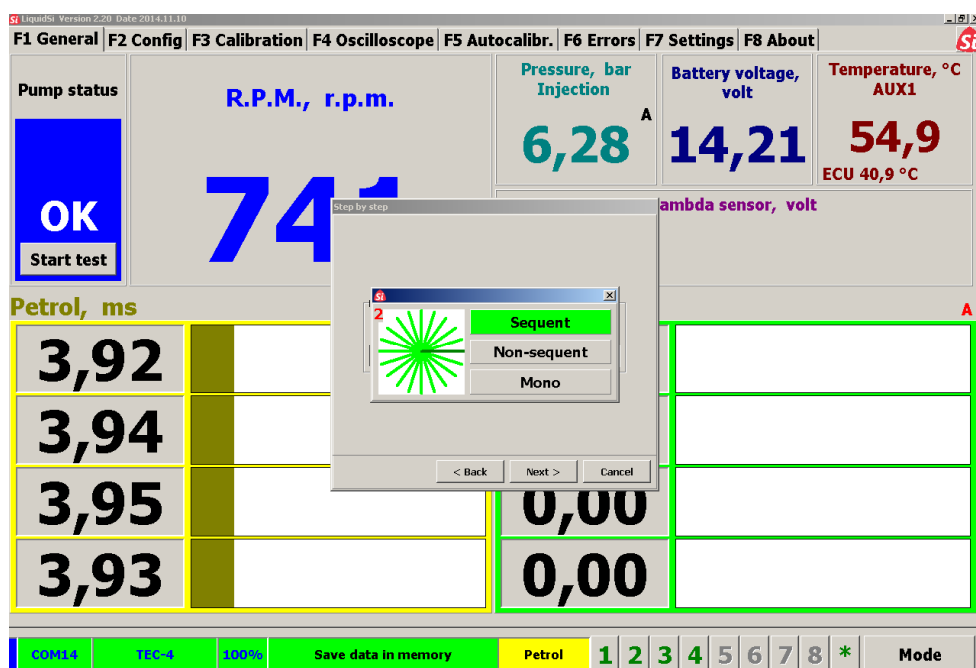 Si LiquidSi Version 2.20 Date 2014.11.10
F1 General F2 Config F3 Calibration F4 Oscilloscope F5 Autocalibr. F6 Errors F7 Settings F8 About
Si
Pump status
OK
Start test
R.P.M., r.p.m.
741
Pressure, bar
Injection
A
6,28
Battery voltage,
volt
14,21
Temperature, °C
AUX1
54,9
ECU 40,9 °C
ambda sensor, volt
Petrol, ms
A
3,92
3,94
3,95
0,00
3,93
0,00
Step by step
Si
2
Sequent
Non-sequent
Mono
< Back Next > Cancel
COM14 TEC-4 100% Save data in memory Petrol 1 2 3 4 5 6 7 8 * Mode